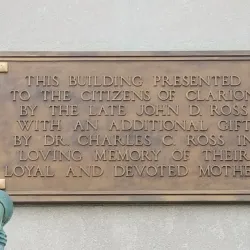 THIS BUILDING PRESENTED
TO THE CITIZENS OF CLARION
BY THE LATE JOHN D. ROSS
WITH AN ADDITIONAL GIFT
BY DR. CHARLES C. ROSS IN
LOVING MEMORY OF THEIR
LOYAL AND DEVOTED MOTHER